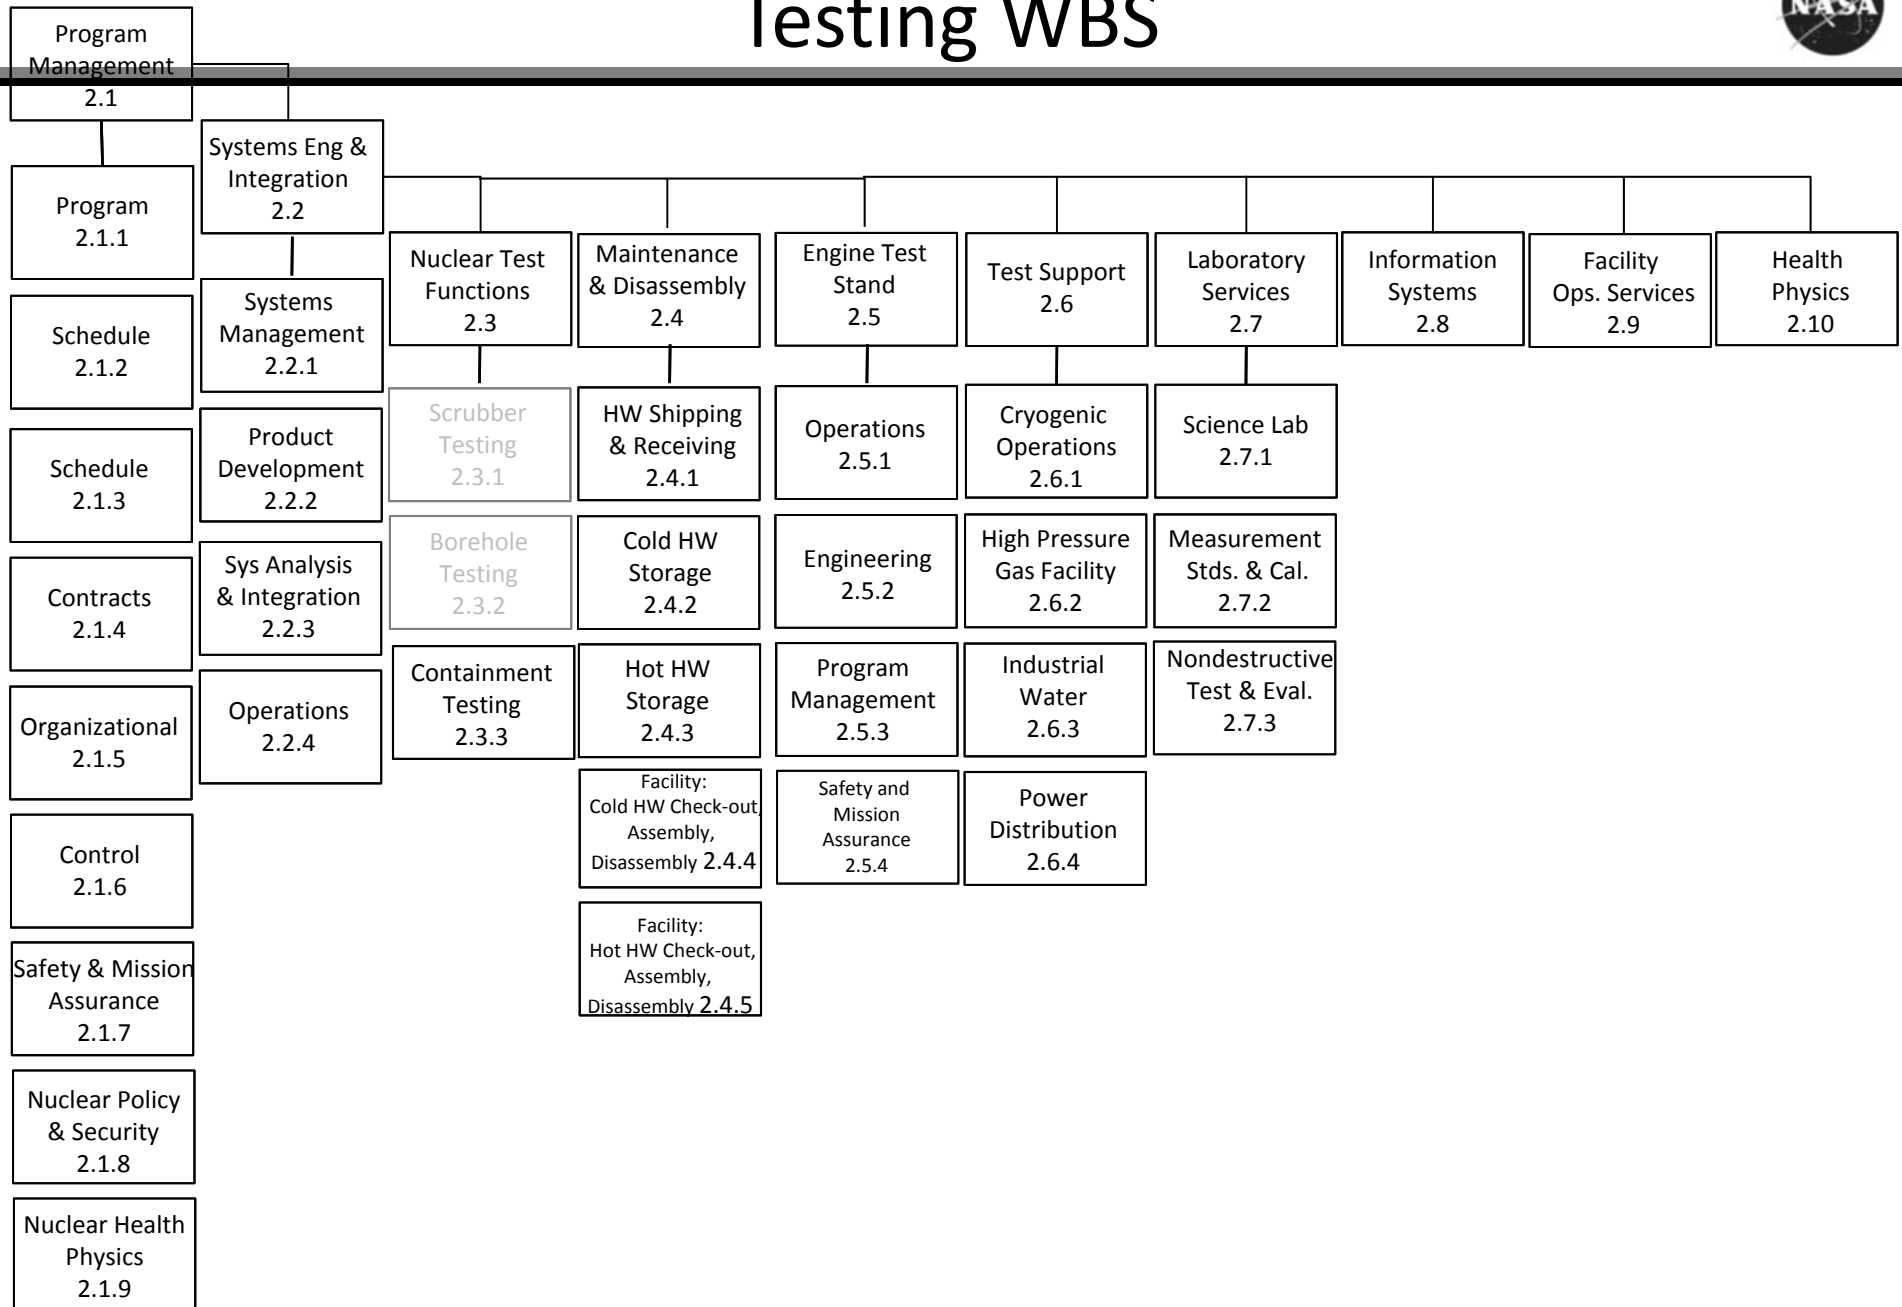 Testing WBS
NASA
Program
Management
2.1
Program
2.1.1
Schedule
2.1.2
Schedule
2.1.3
Contracts
2.1.4
Organizational
2.1.5
Control
2.1.6
Safety & Mission
Assurance
2.1.7
Nuclear Policy
& Security
2.1.8
Nuclear Health
Physics
2.1.9
Systems Eng &
Integration
2.2
Systems
Management
2.2.1
Product
Development
2.2.2
Sys Analysis
& Integration
2.2.3
Operations
2.2.4
Nuclear Test
Functions
2.3
Scrubber
Testing
2.3.1
Borehole
Testing
2.3.2
Containment
Testing
2.3.3
Maintenance
& Disassembly
2.4
HW Shipping
& Receiving
2.4.1
Cold HW
Storage
2.4.2
Hot HW
Storage
2.4.3
Facility:
Cold HW Check-out,
Assembly,
Disassembly 2.4.4
Facility:
Hot HW Check-out,
Assembly,
Disassembly 2.4.5
Engine Test
Stand
2.5
Operations
2.5.1
Engineering
2.5.2
Program
Management
2.5.3
Safety and
Mission
Assurance
2.5.4
Test Support
2.6
Cryogenic
Operations
2.6.1
High Pressure
Gas Facility
2.6.2
Industrial
Water
2.6.3
Power
Distribution
2.6.4
Laboratory
Services
2.7
Science Lab
2.7.1
Measurement
Stds. & Cal.
2.7.2
Nondestructive
Test & Eval.
2.7.3
Information
Systems
2.8
Facility
Ops. Services
2.9
Health
Physics
2.10